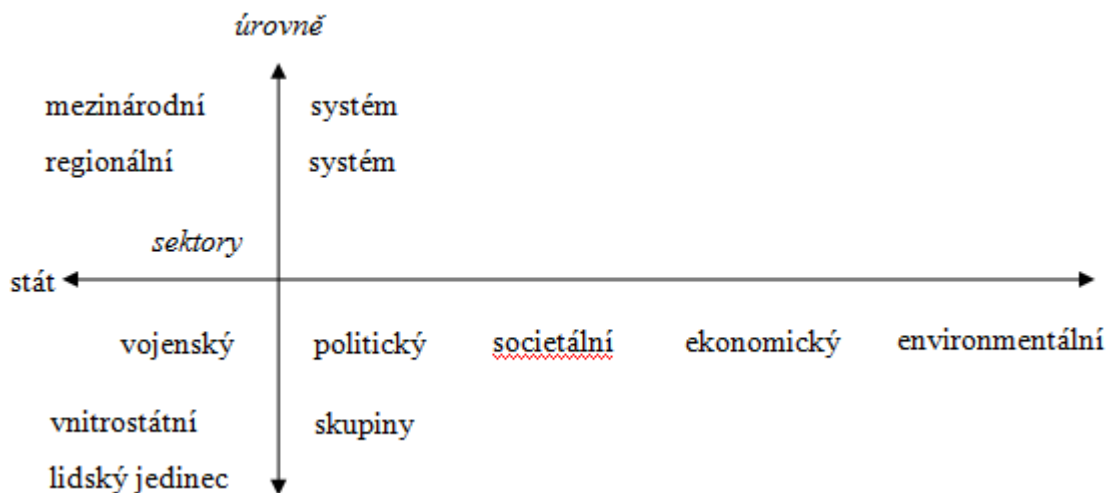 úrovně
mezinárodní systém
regionální systém
sektory
stát
vojenský politický societální ekonomický environmentální
vnitrostátní skupiny
lidský jedinec